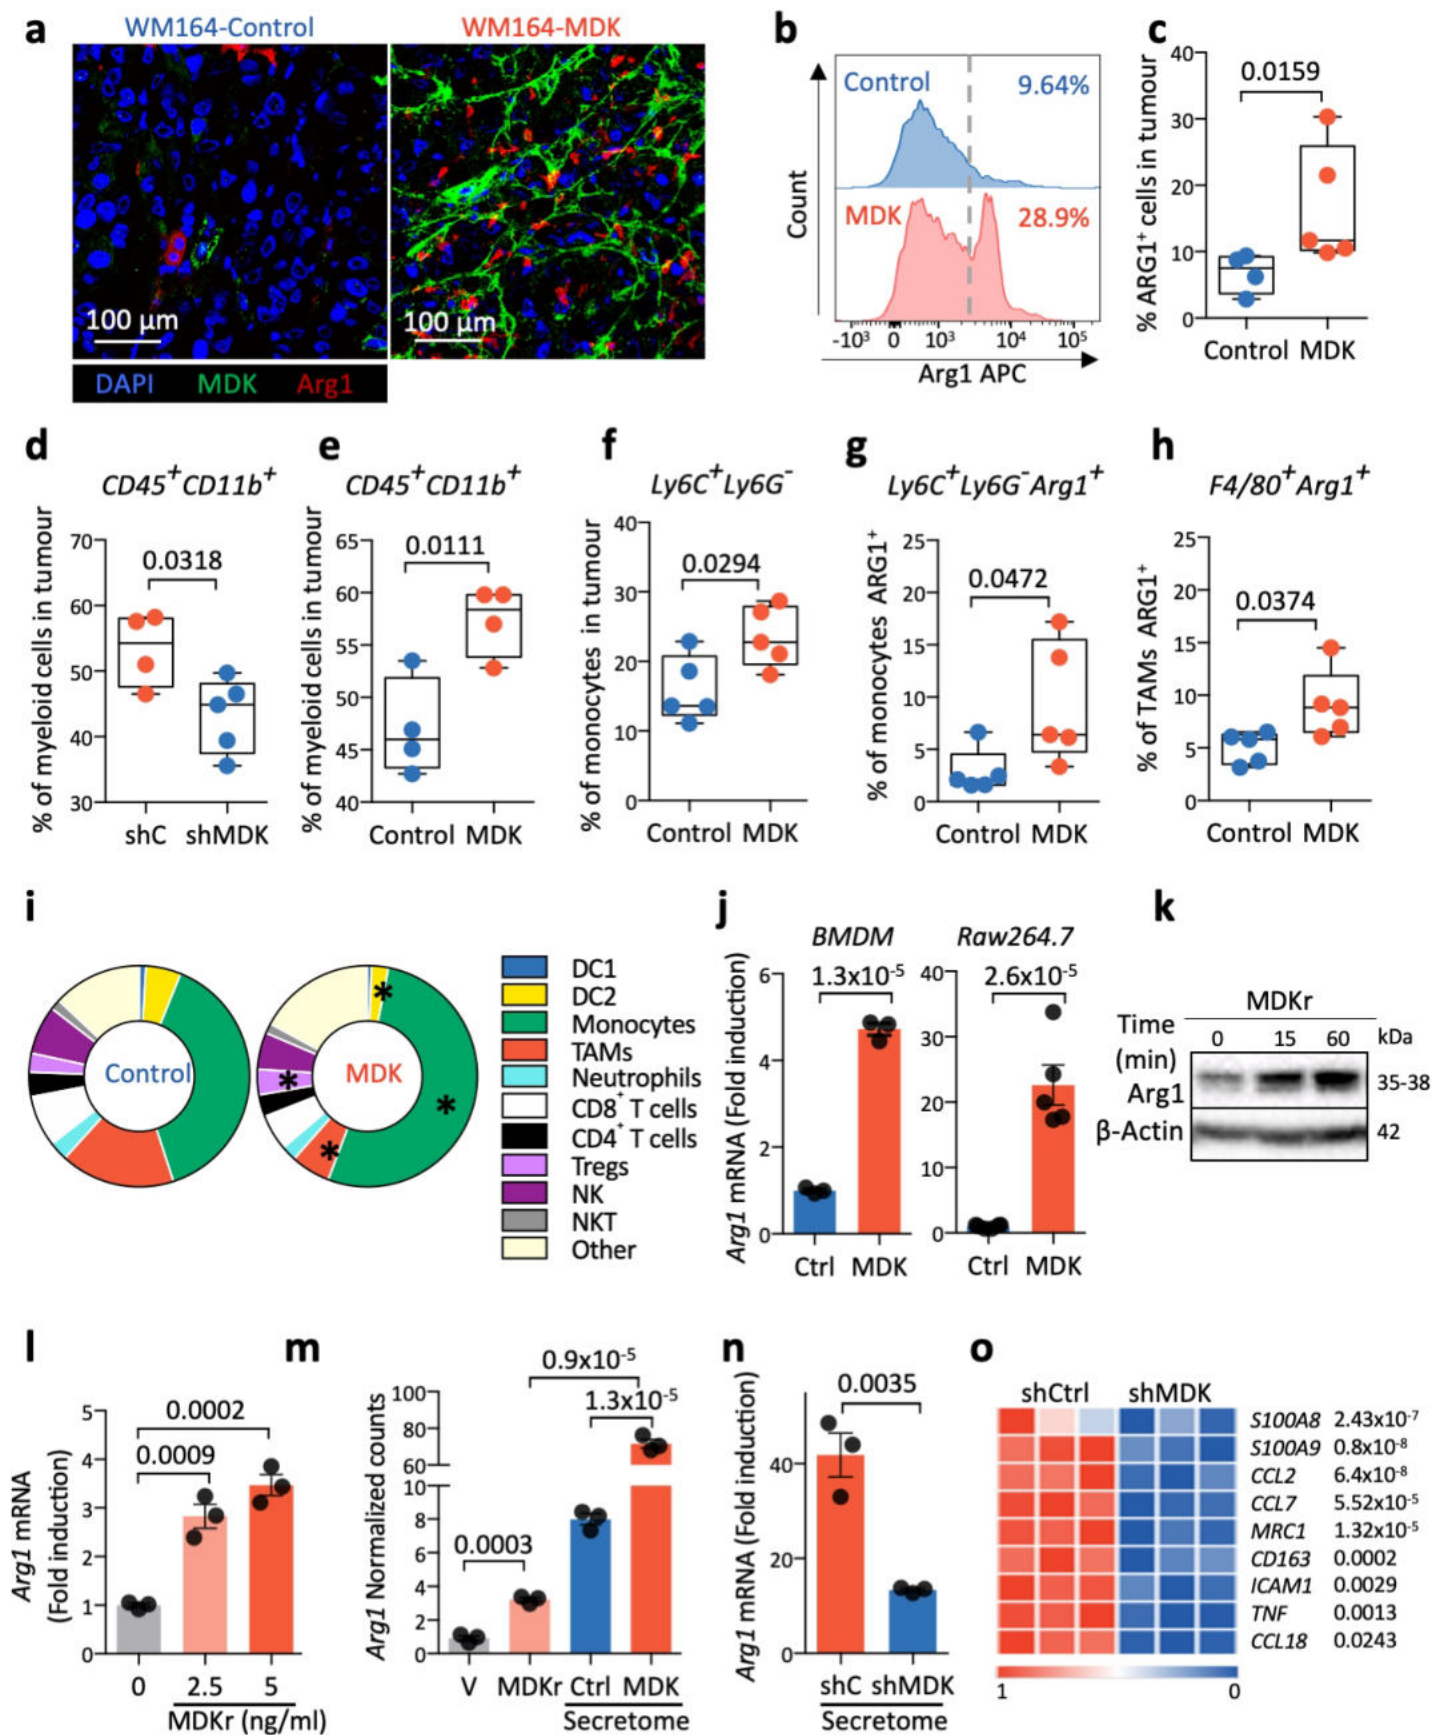 a
WM164-Control
WM164-MDK
100 µm
100 µm
DAPI MDK Arg1
b
Control 9.64%
MDK 28.9%
Count
-10³ 0 10³ 10⁴ 10⁵
Arg1 APC
c
% ARG1⁺ cells in tumour
40
30
20
10
0
0.0159
Control MDK
d
CD45⁺CD11b⁺
% of myeloid cells in tumour
70
60
50
40
30
0.0318
shC shMDK
e
CD45⁺CD11b⁺
% of myeloid cells in tumour
65
60
55
50
45
40
0.0111
Control MDK
f
Ly6C⁺Ly6G⁻
% of monocytes in tumour
40
30
20
10
0
0.0294
Control MDK
g
Ly6C⁺Ly6G⁻Arg1⁺
% of monocytes ARG1⁺
25
20
15
10
5
0
0.0472
Control MDK
h
F4/80⁺Arg1⁺
% of TAMs ARG1⁺
25
20
15
10
5
0
0.0374
Control MDK
i
Control
MDK
*
*
*
*
DC1
DC2
Monocytes
TAMs
Neutrophils
CD8⁺ T cells
CD4⁺ T cells
Tregs
NK
NKT
Other
j
BMDM
Arg1 mRNA (Fold induction)
6
4
2
0
1.3x10⁻⁵
Ctrl MDK
Raw264.7
40
30
20
10
0
2.6x10⁻⁵
Ctrl MDK
k
MDKr
Time (min)
0 15 60 kDa
Arg1 35-38
β-Actin 42
l
Arg1 mRNA
(Fold induction)
5
4
3
2
1
0
0.0002
0.0009
0 2.5 5
MDKr (ng/ml)
m
Arg1 Normalized counts
100
80
60
10
8
6
4
2
0
0.9x10⁻⁵
1.3x10⁻⁵
0.0003
V MDKr Ctrl MDK
Secretome
n
Arg1 mRNA (Fold induction)
40
20
0
0.0035
shC shMDK
Secretome
o
shCtrl shMDK
S100A8 2.43x10⁻⁷
S100A9 0.8x10⁻⁸
CCL2 6.4x10⁻⁸
CCL7 5.52x10⁻⁵
MRC1 1.32x10⁻⁵
CD163 0.0002
ICAM1 0.0029
TNF 0.0013
CCL18 0.0243
1 0